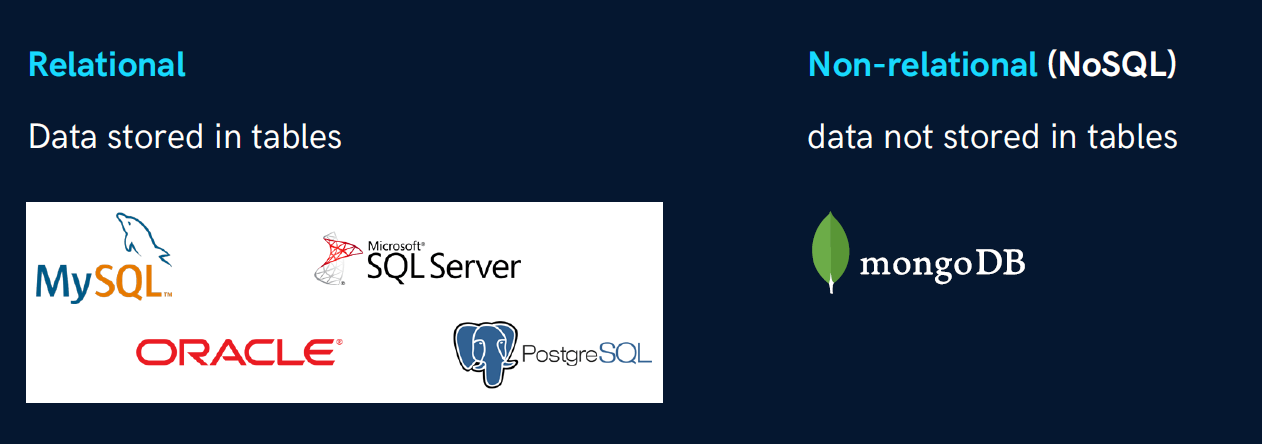 Relational
Data stored in tables
MySQL™
Microsoft®
SQL Server®
ORACLE®
PostgreSQL
Non-relational (NoSQL)
data not stored in tables
mongoDB